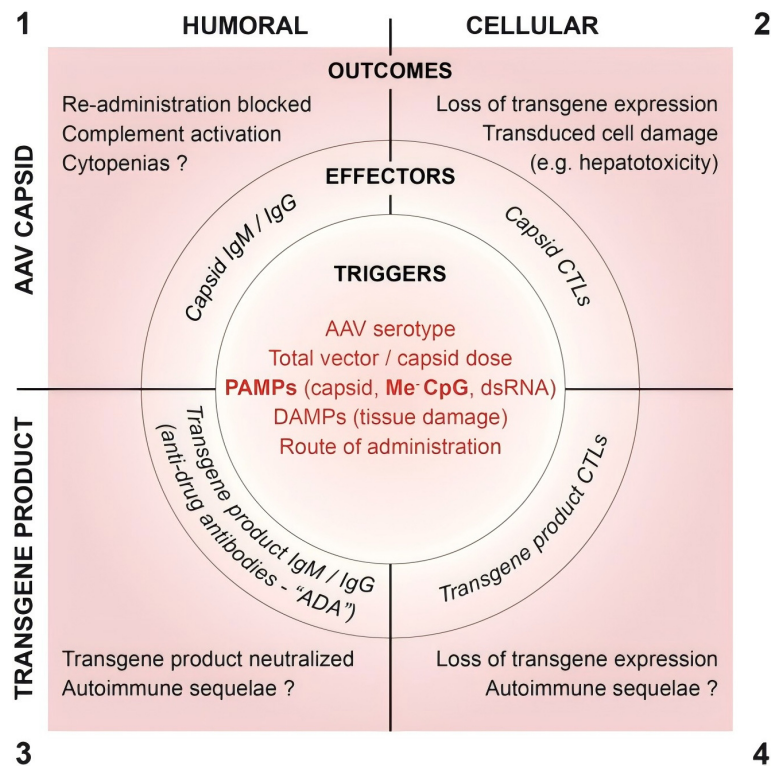 1
HUMORAL
CELLULAR
2
OUTCOMES
Re-administration blocked
Complement activation
Cytopenias ?
Loss of transgene expression
Transduced cell damage
(e.g. hepatotoxicity)
AAV CAPSID
EFFECTORS
Capsid IgM / IgG
Capsid CTLs
TRIGGERS
AAV serotype
Total vector / capsid dose
PAMPs (capsid, Me⁻CpG, dsRNA)
DAMPs (tissue damage)
Route of administration
TRANSGENE PRODUCT
Transgene product IgM / IgG
(anti-drug antibodies - “ADA”)
Transgene product CTLs
Transgene product neutralized
Autoimmune sequelae ?
Loss of transgene expression
Autoimmune sequelae ?
3
4